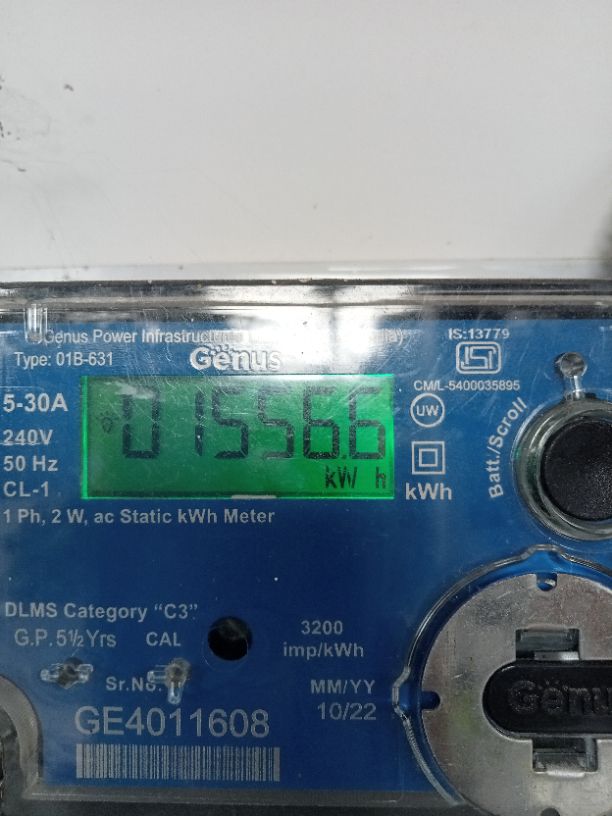 Genus Power Infrastructure
IS:13779
Type: 01B-631
Genus
CM/L-5400035895
5-30A
01556.6
UW
240V
50 Hz
kW h
kWh
Batt./Scroll
CL-1
1 Ph, 2 W, ac Static kWh Meter
DLMS Category "C3"
G.P. 5½ Yrs CAL
3200
imp/kWh
Sr.No.
MM/YY
GE4011608
10/22
Genus